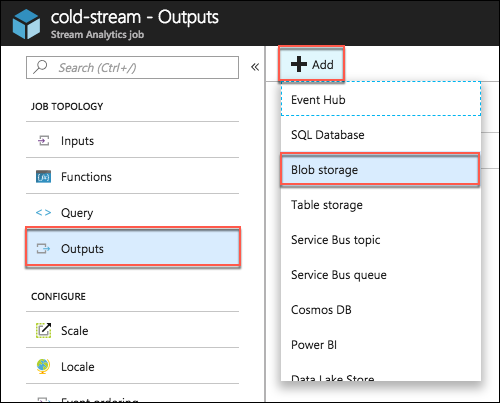 cold-stream - Outputs
Stream Analytics job
Search (Ctrl+/)
«
JOB TOPOLOGY
Inputs
Functions
<> Query
Outputs
CONFIGURE
Scale
Locale
Event ordering
+ Add
Event Hub
SQL Database
Blob storage
Table storage
Service Bus topic
Service Bus queue
Cosmos DB
Power BI
Data Lake Store